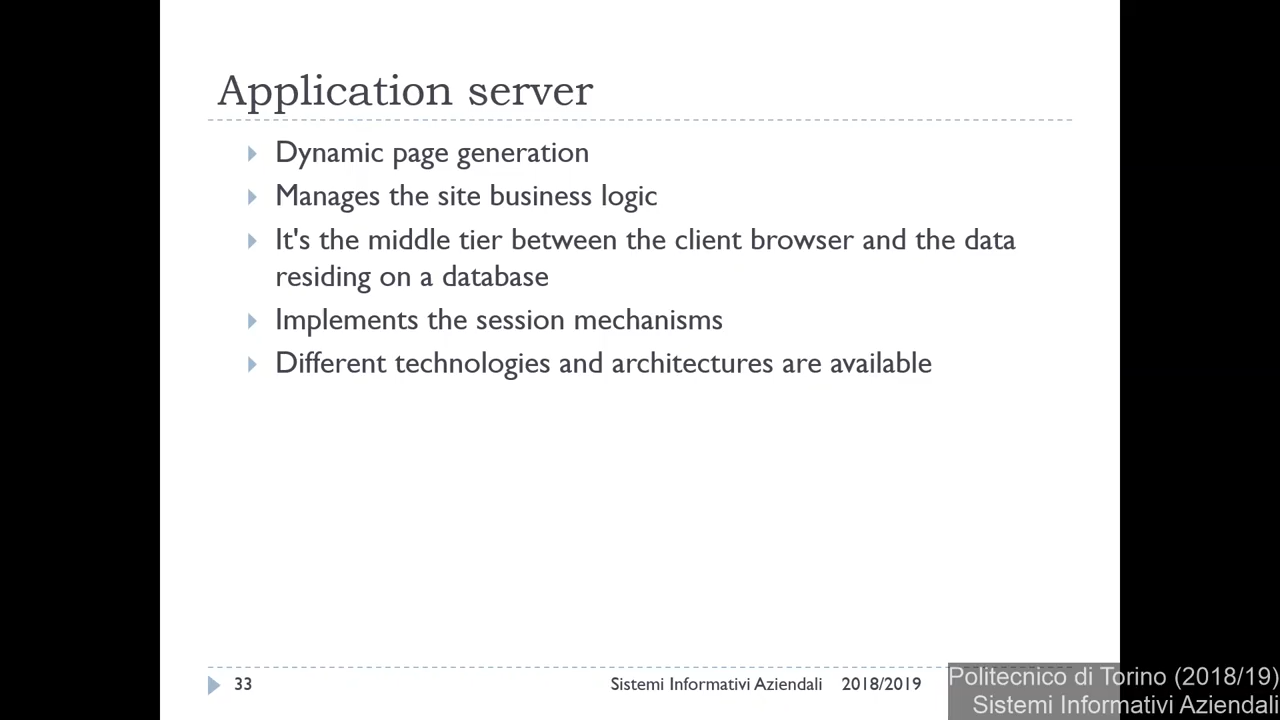 Application server
Dynamic page generation
Manages the site business logic
It's the middle tier between the client browser and the data
residing on a database
Implements the session mechanisms
Different technologies and architectures are available
33
Sistemi Informativi Aziendali 2018/2019
Politecnico di Torino (2018/19)
Sistemi Informativi Aziendali